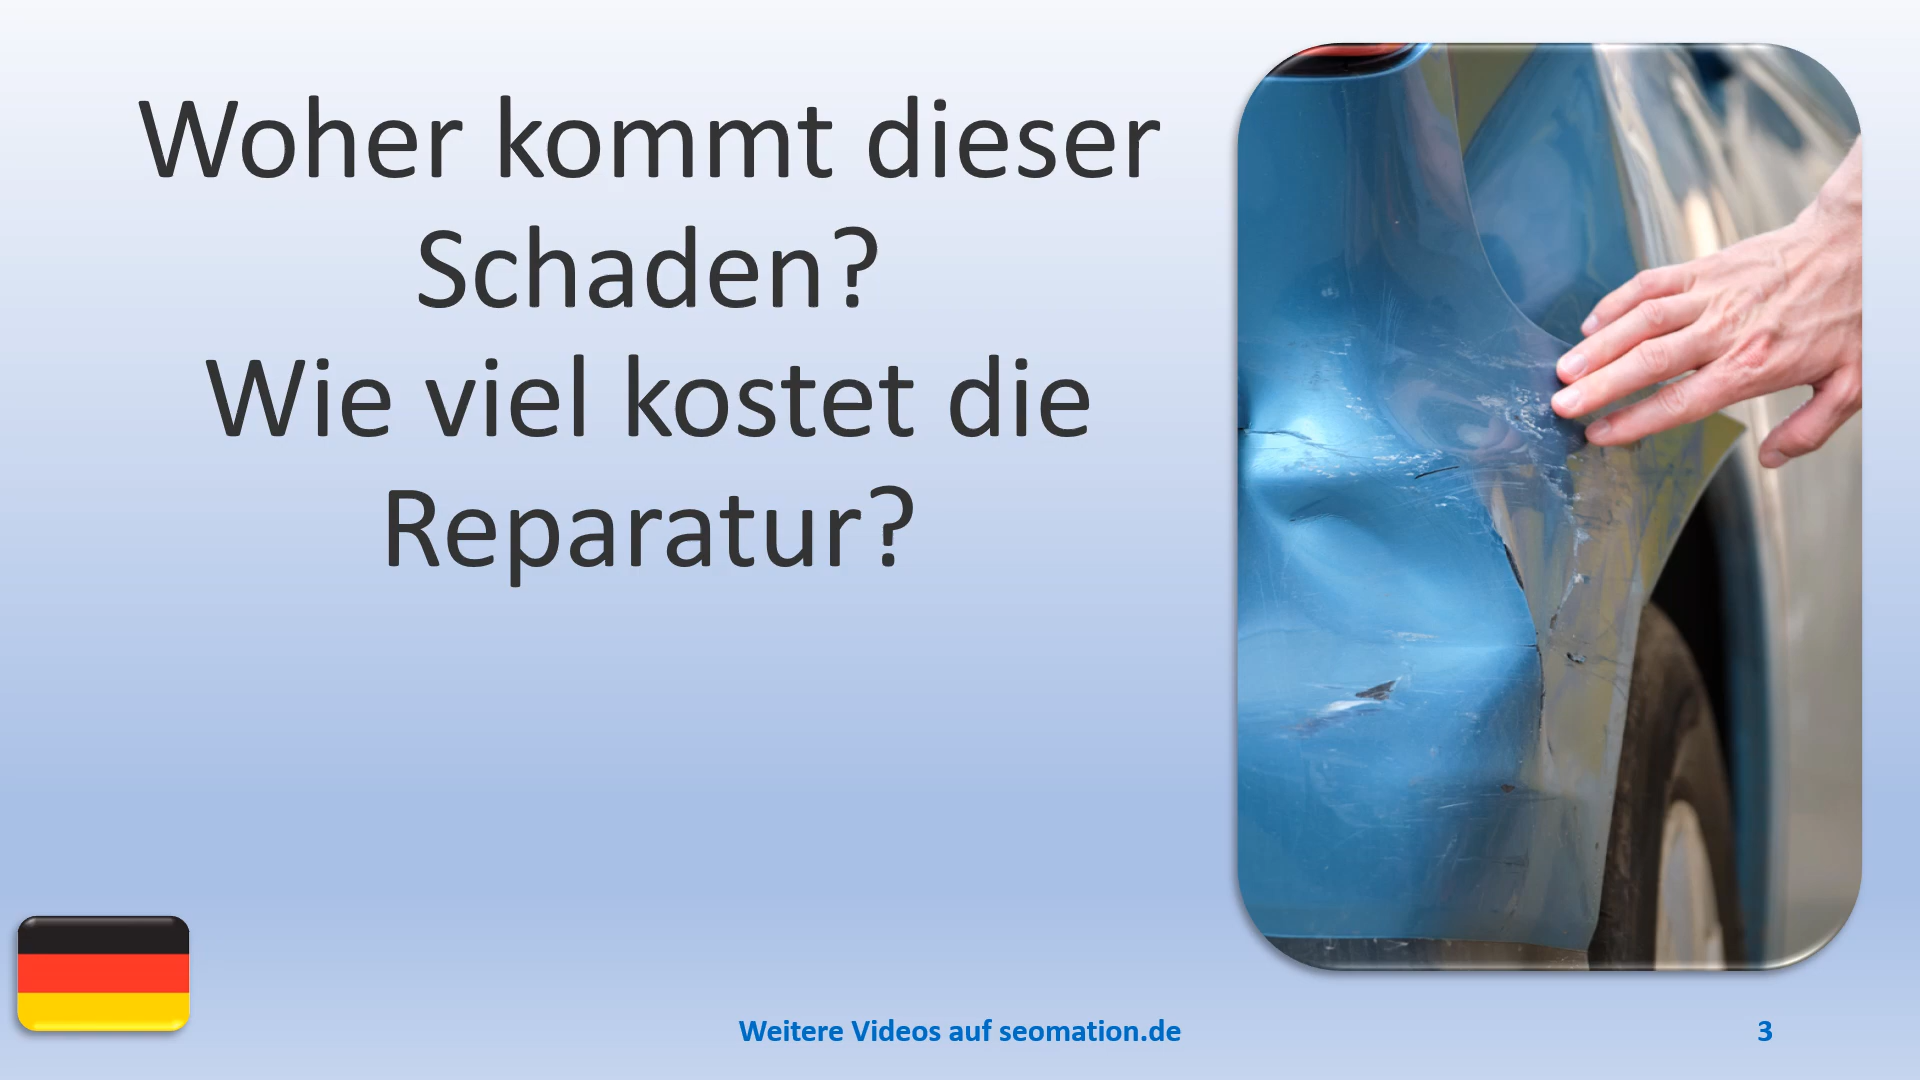 Woher kommt dieser
Schaden?
Wie viel kostet die
Reparatur?
Weitere Videos auf seomation.de
3